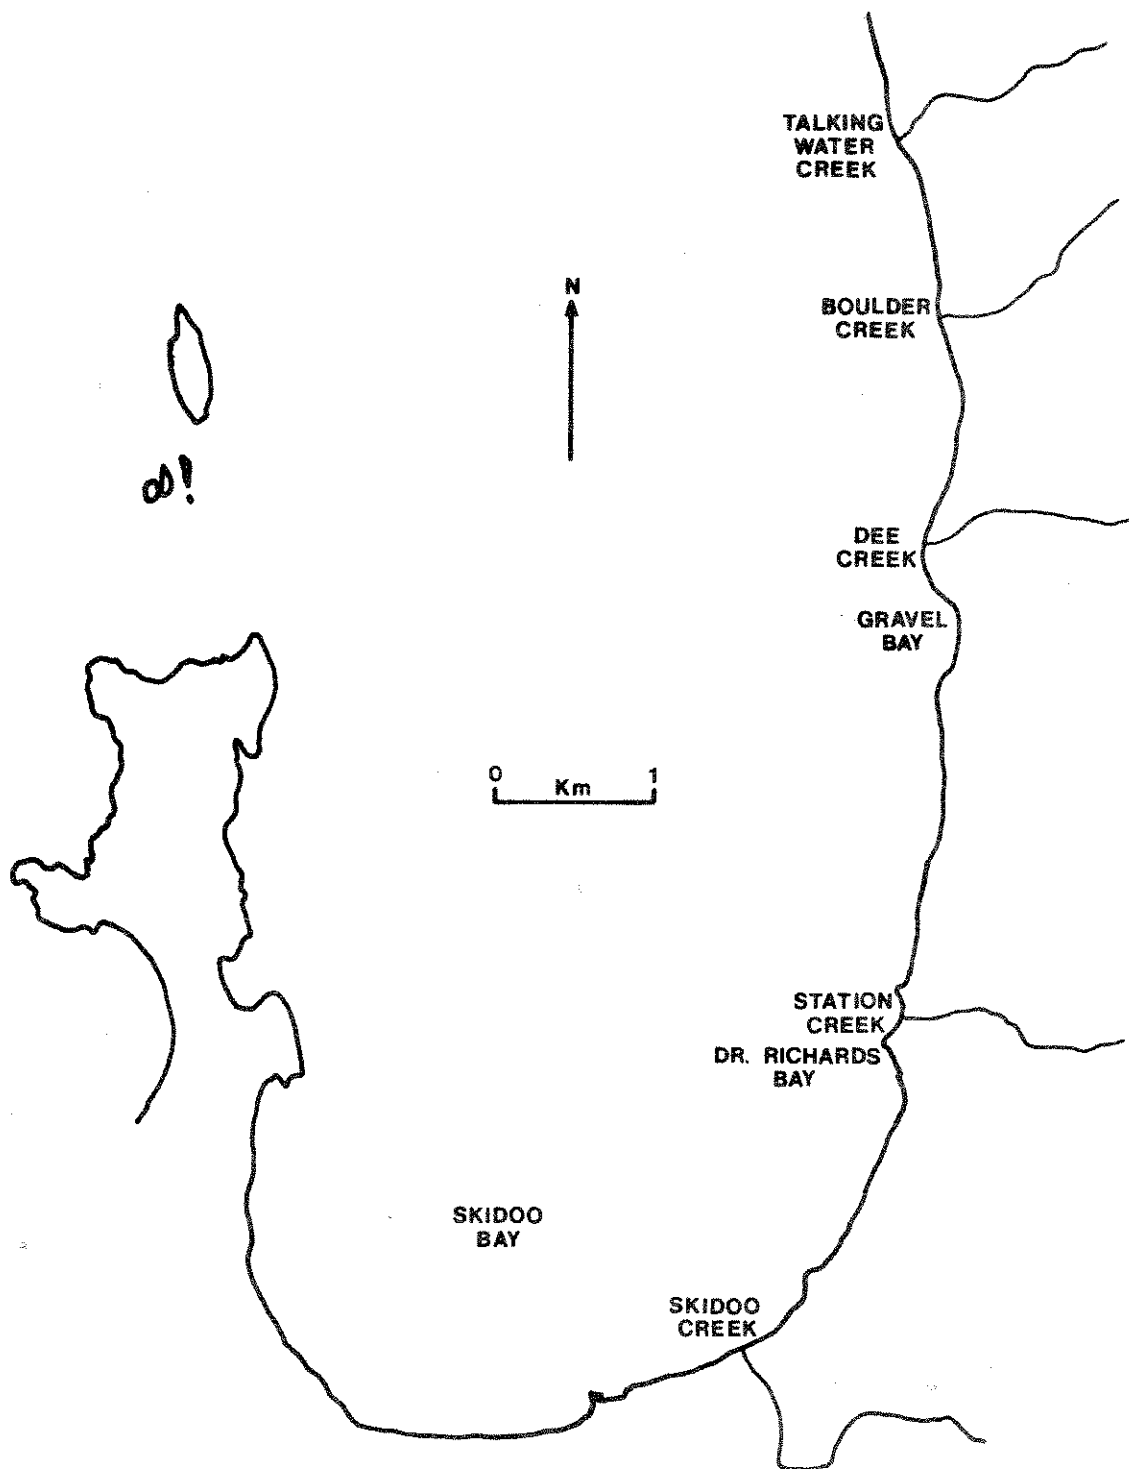 TALKING
WATER
CREEK
N
BOULDER
CREEK
DEE
CREEK
GRAVEL
BAY
0 1
Km
STATION
CREEK
DR. RICHARDS
BAY
SKIDOO
BAY
SKIDOO
CREEK